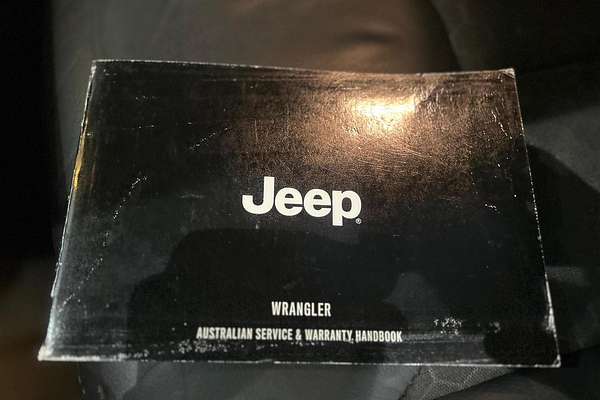 Jeep®
WRANGLER
AUSTRALIAN SERVICE & WARRANTY HANDBOOK